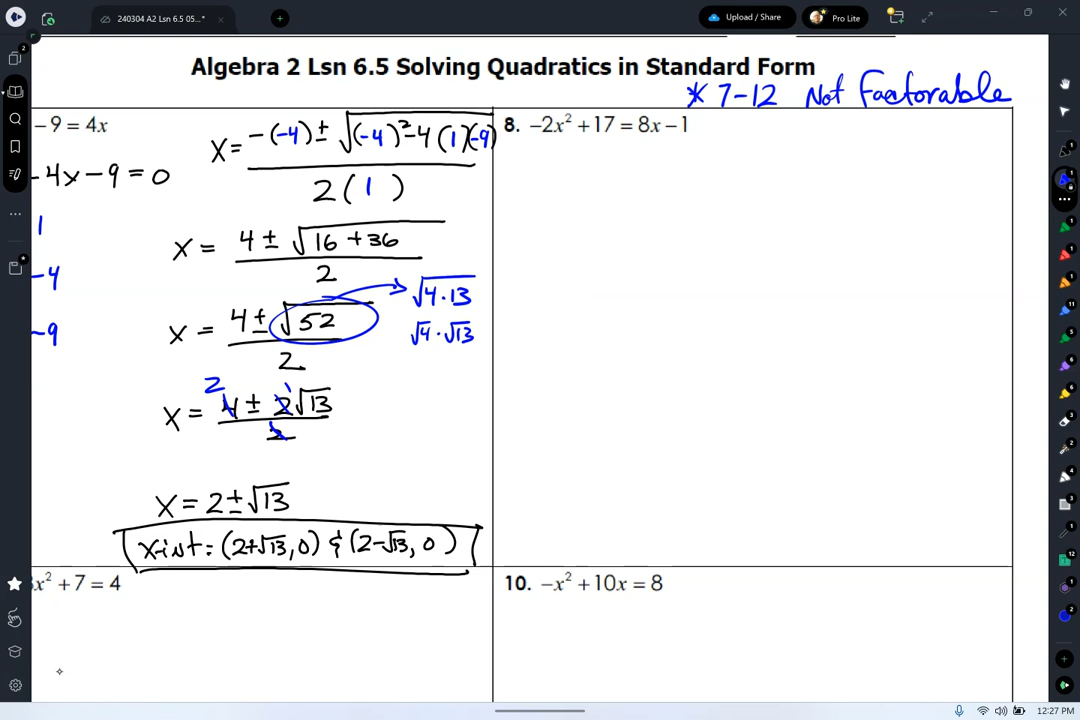 240304 A2 Lsn 6.5 05...*
Upload / Share
Pro Lite
Algebra 2 Lsn 6.5 Solving Quadratics in Standard Form
* 7-12 Not Factorable
- 9 = 4x
- 4x - 9 = 0
1
-4
-9
x = -(-4) ± √(-4)² - 4(1)(-9)
2(1)
x = 4 ± √16 + 36
2
x = 4 ± √52
2
√4 · 13
√4 · √13
2 1
x = 4 ± 2√13
2
x = 2 ± √13
x-int: (2+√13, 0) & (2-√13, 0)
8. -2x² + 17 = 8x - 1
x² + 7 = 4
10. -x² + 10x = 8
12:27 PM